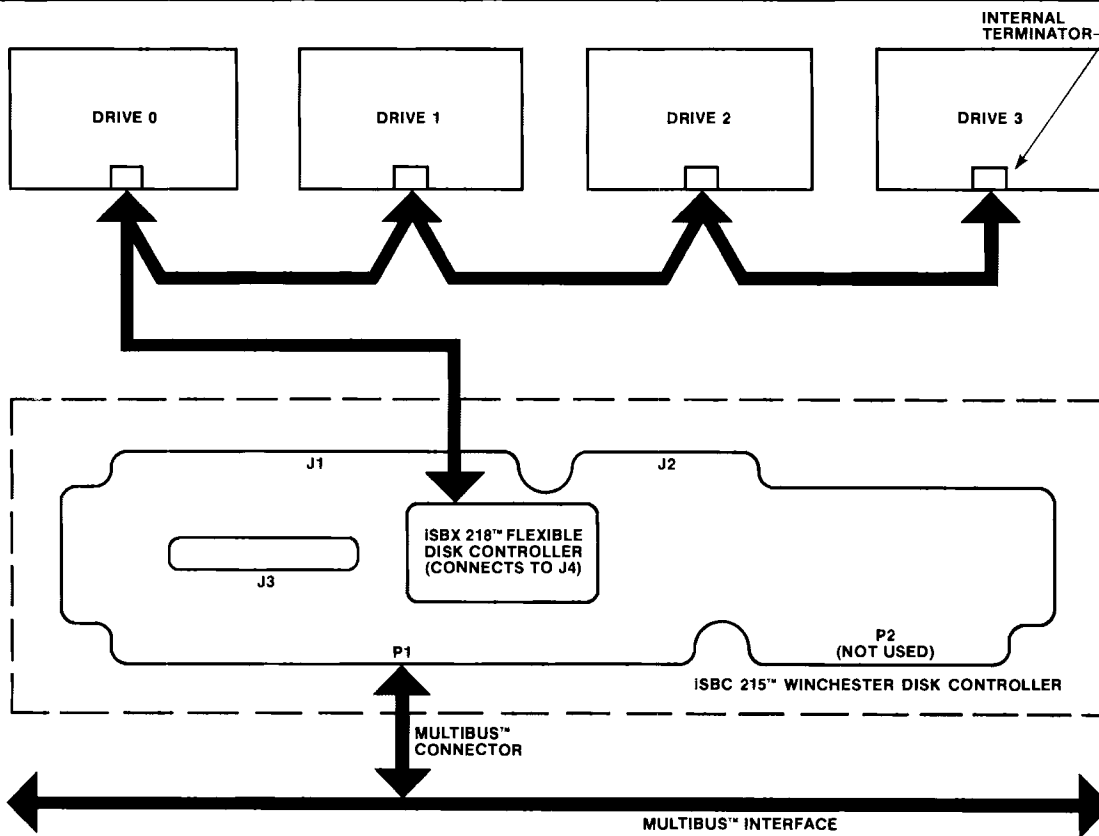 INTERNAL
TERMINATOR
DRIVE 0
DRIVE 1
DRIVE 2
DRIVE 3
J1
J2
iSBX 218™ FLEXIBLE
DISK CONTROLLER
(CONNECTS TO J4)
J3
P1
P2
(NOT USED)
iSBC 215™ WINCHESTER DISK CONTROLLER
MULTIBUS™
CONNECTOR
MULTIBUS™ INTERFACE